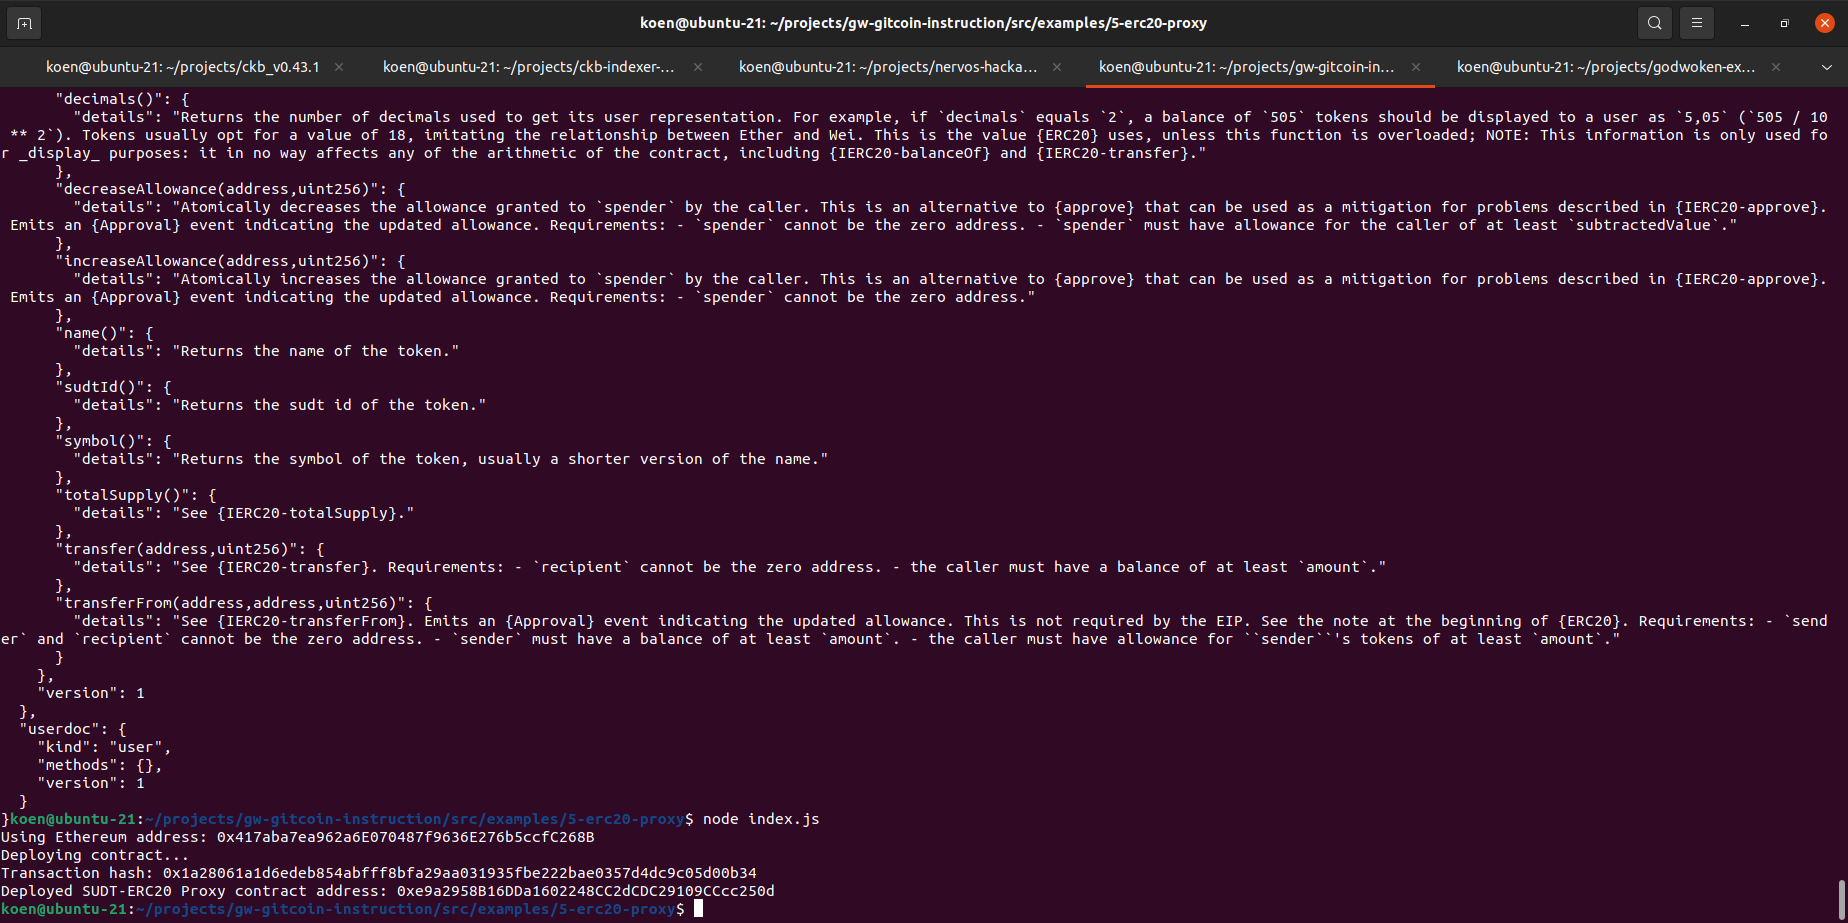 koen@ubuntu-21: ~/projects/gw-gitcoin-instruction/src/examples/5-erc20-proxy
koen@ubuntu-21: ~/projects/ckb_v0.43.1
koen@ubuntu-21: ~/projects/ckb-indexer-...
koen@ubuntu-21: ~/projects/nervos-hacka...
koen@ubuntu-21: ~/projects/gw-gitcoin-in...
koen@ubuntu-21: ~/projects/godwoken-ex...
"decimals()": {
"details": "Returns the number of decimals used to get its user representation. For example, if `decimals` equals `2`, a balance of `505` tokens should be displayed to a user as `5,05` (`505 / 10
** 2`). Tokens usually opt for a value of 18, imitating the relationship between Ether and Wei. This is the value {ERC20} uses, unless this function is overloaded; NOTE: This information is only used fo
r _display_ purposes: it in no way affects any of the arithmetic of the contract, including {IERC20-balanceOf} and {IERC20-transfer}."
},
"decreaseAllowance(address,uint256)": {
"details": "Atomically decreases the allowance granted to `spender` by the caller. This is an alternative to {approve} that can be used as a mitigation for problems described in {IERC20-approve}.
Emits an {Approval} event indicating the updated allowance. Requirements: - `spender` cannot be the zero address. - `spender` must have allowance for the caller of at least `subtractedValue`."
},
"increaseAllowance(address,uint256)": {
"details": "Atomically increases the allowance granted to `spender` by the caller. This is an alternative to {approve} that can be used as a mitigation for problems described in {IERC20-approve}.
Emits an {Approval} event indicating the updated allowance. Requirements: - `spender` cannot be the zero address."
},
"name()": {
"details": "Returns the name of the token."
},
"sudtId()": {
"details": "Returns the sudt id of the token."
},
"symbol()": {
"details": "Returns the symbol of the token, usually a shorter version of the name."
},
"totalSupply()": {
"details": "See {IERC20-totalSupply}."
},
"transfer(address,uint256)": {
"details": "See {IERC20-transfer}. Requirements: - `recipient` cannot be the zero address. - the caller must have a balance of at least `amount`."
},
"transferFrom(address,address,uint256)": {
"details": "See {IERC20-transferFrom}. Emits an {Approval} event indicating the updated allowance. This is not required by the EIP. See the note at the beginning of {ERC20}. Requirements: - `send
er` and `recipient` cannot be the zero address. - `sender` must have a balance of at least `amount`. - the caller must have allowance for ``sender``'s tokens of at least `amount`."
}
},
"version": 1
},
"userdoc": {
"kind": "user",
"methods": {},
"version": 1
}
}koen@ubuntu-21:~/projects/gw-gitcoin-instruction/src/examples/5-erc20-proxy$ node index.js
Using Ethereum address: 0x417aba7ea962a6E070487f9636E276b5ccfC268B
Deploying contract...
Transaction hash: 0x1a28061a1d6edeb854abfff8bfa29aa031935fbe222bae0357d4dc9c05d00b34
Deployed SUDT-ERC20 Proxy contract address: 0xe9a2958B16DDa1602248CC2dCDC29109CCcc250d
koen@ubuntu-21:~/projects/gw-gitcoin-instruction/src/examples/5-erc20-proxy$